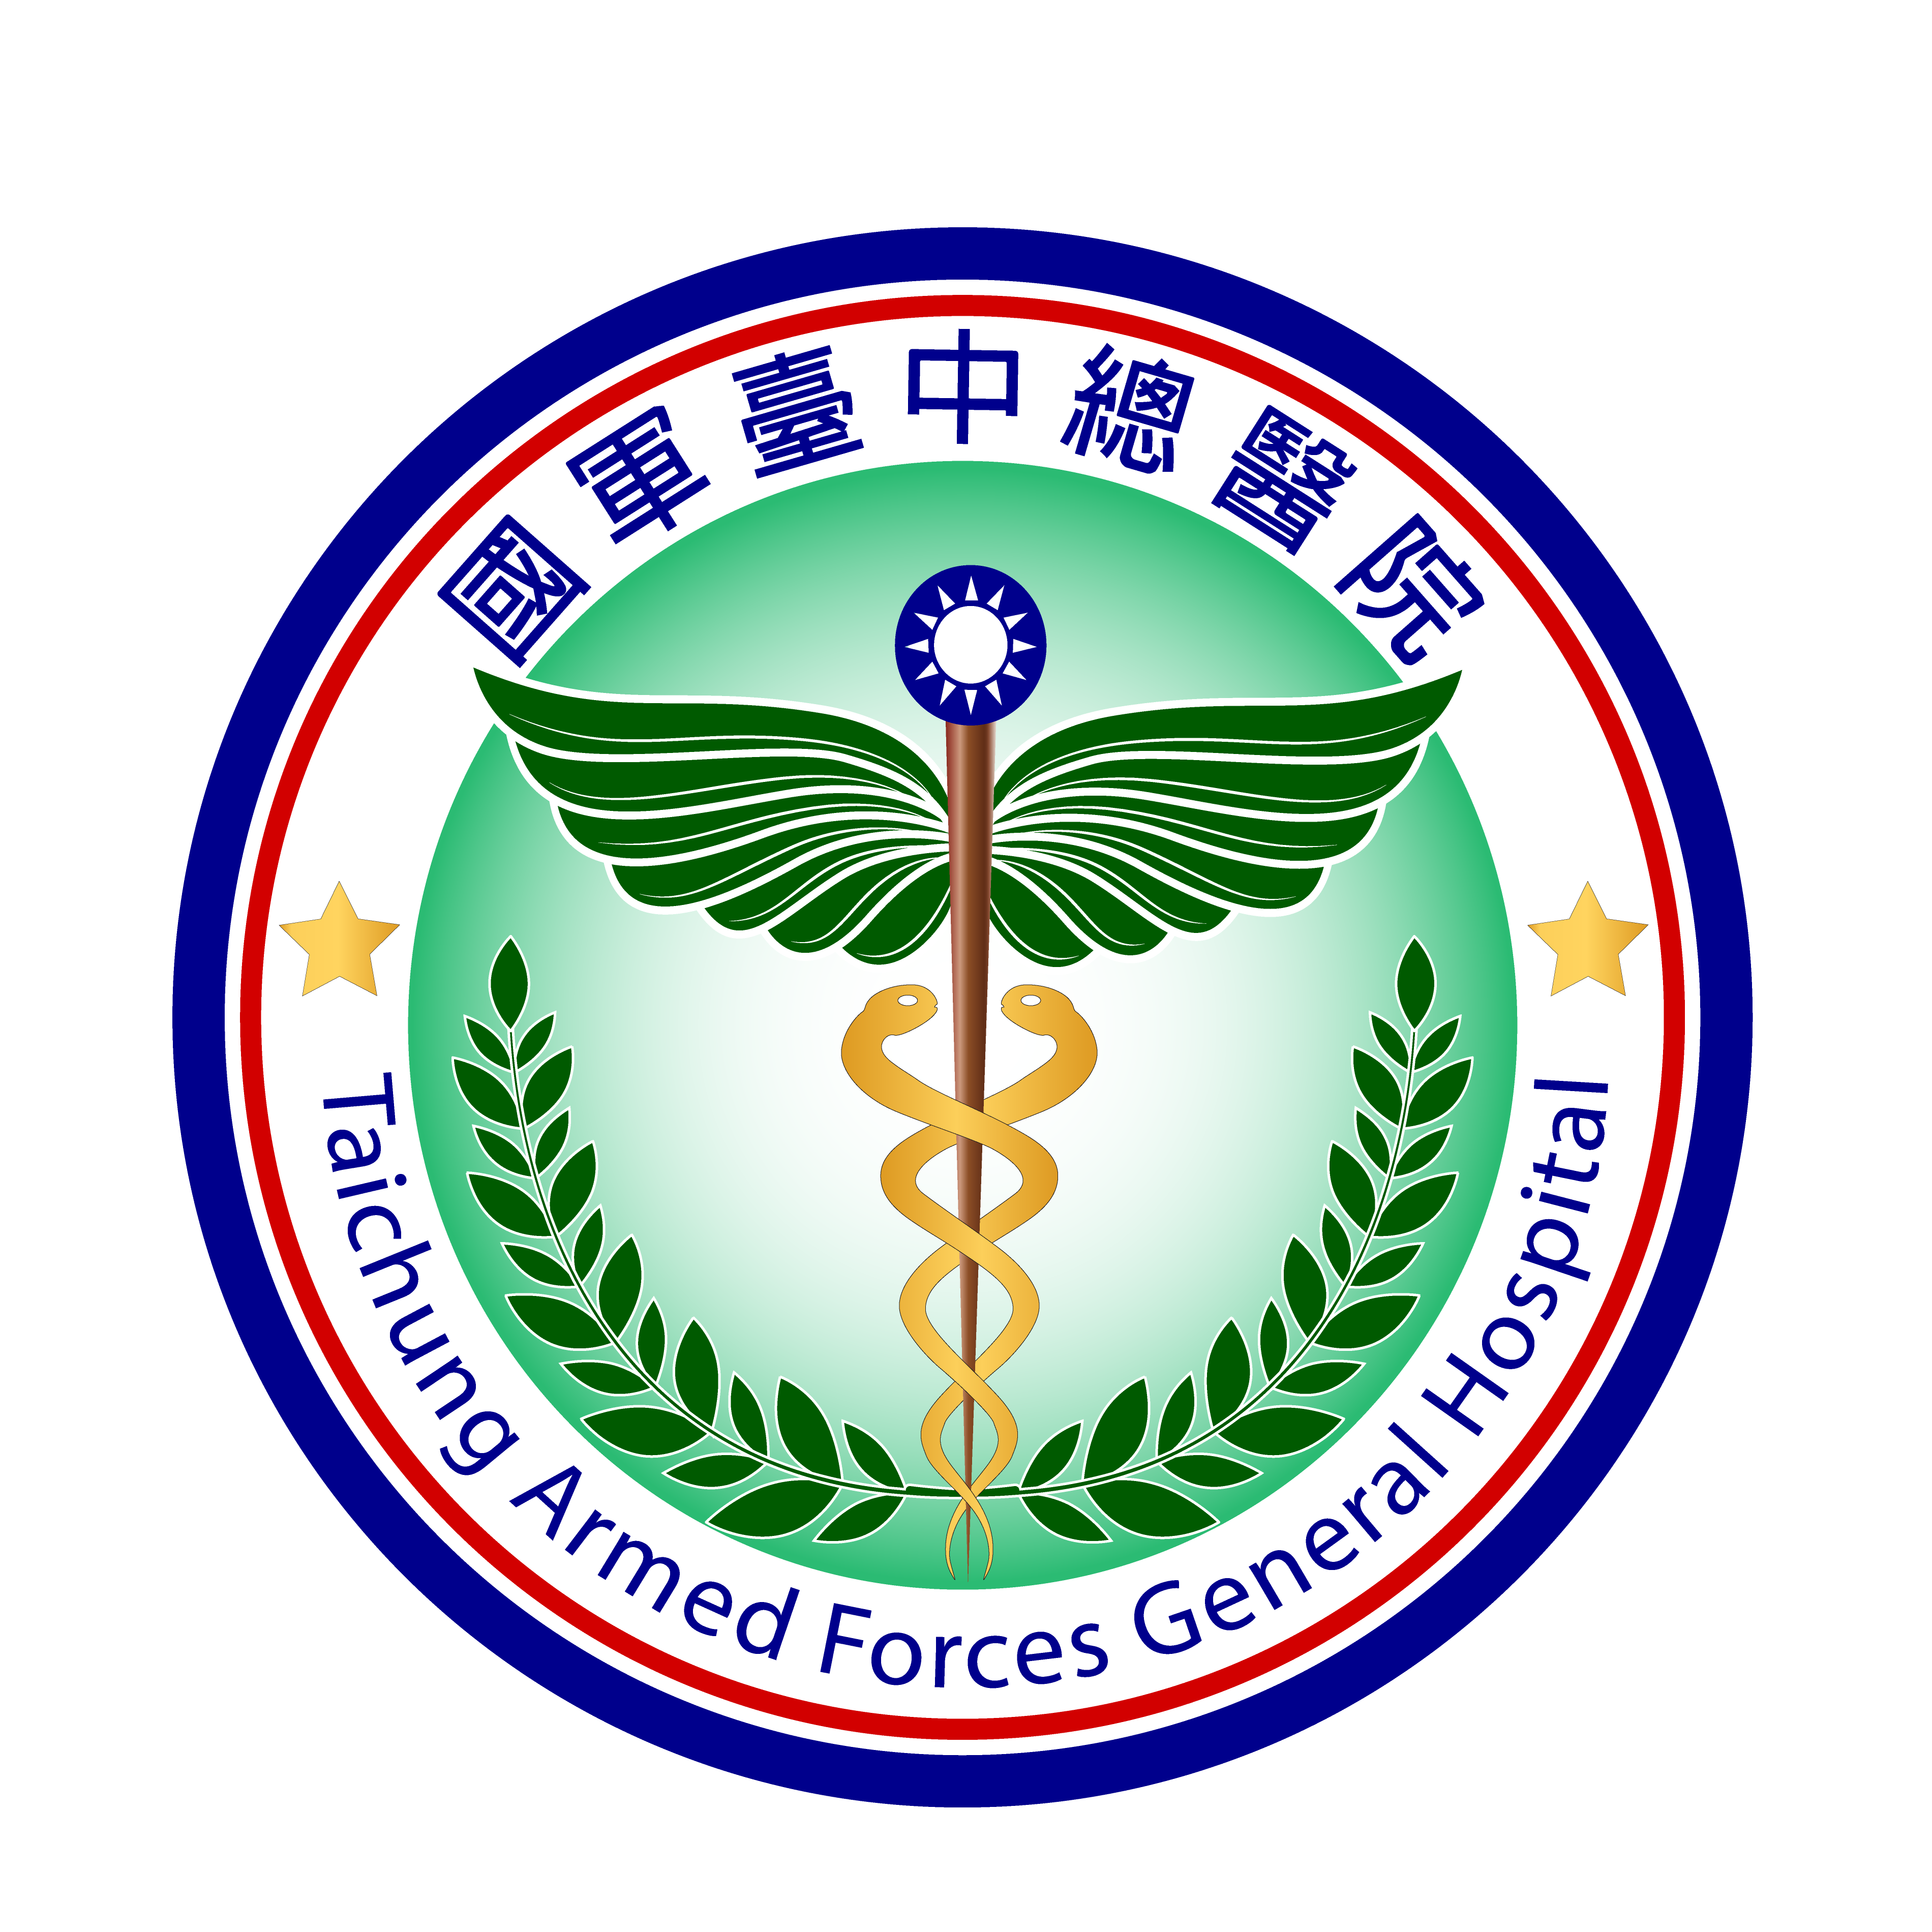 國軍臺中總醫院
Taichung Armed Forces General Hospital